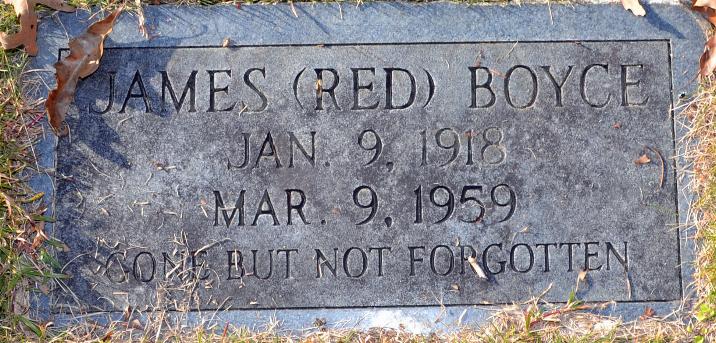 JAMES (RED) BOYCE
JAN. 9, 1918
MAR. 9, 1959
GONE BUT NOT FORGOTTEN